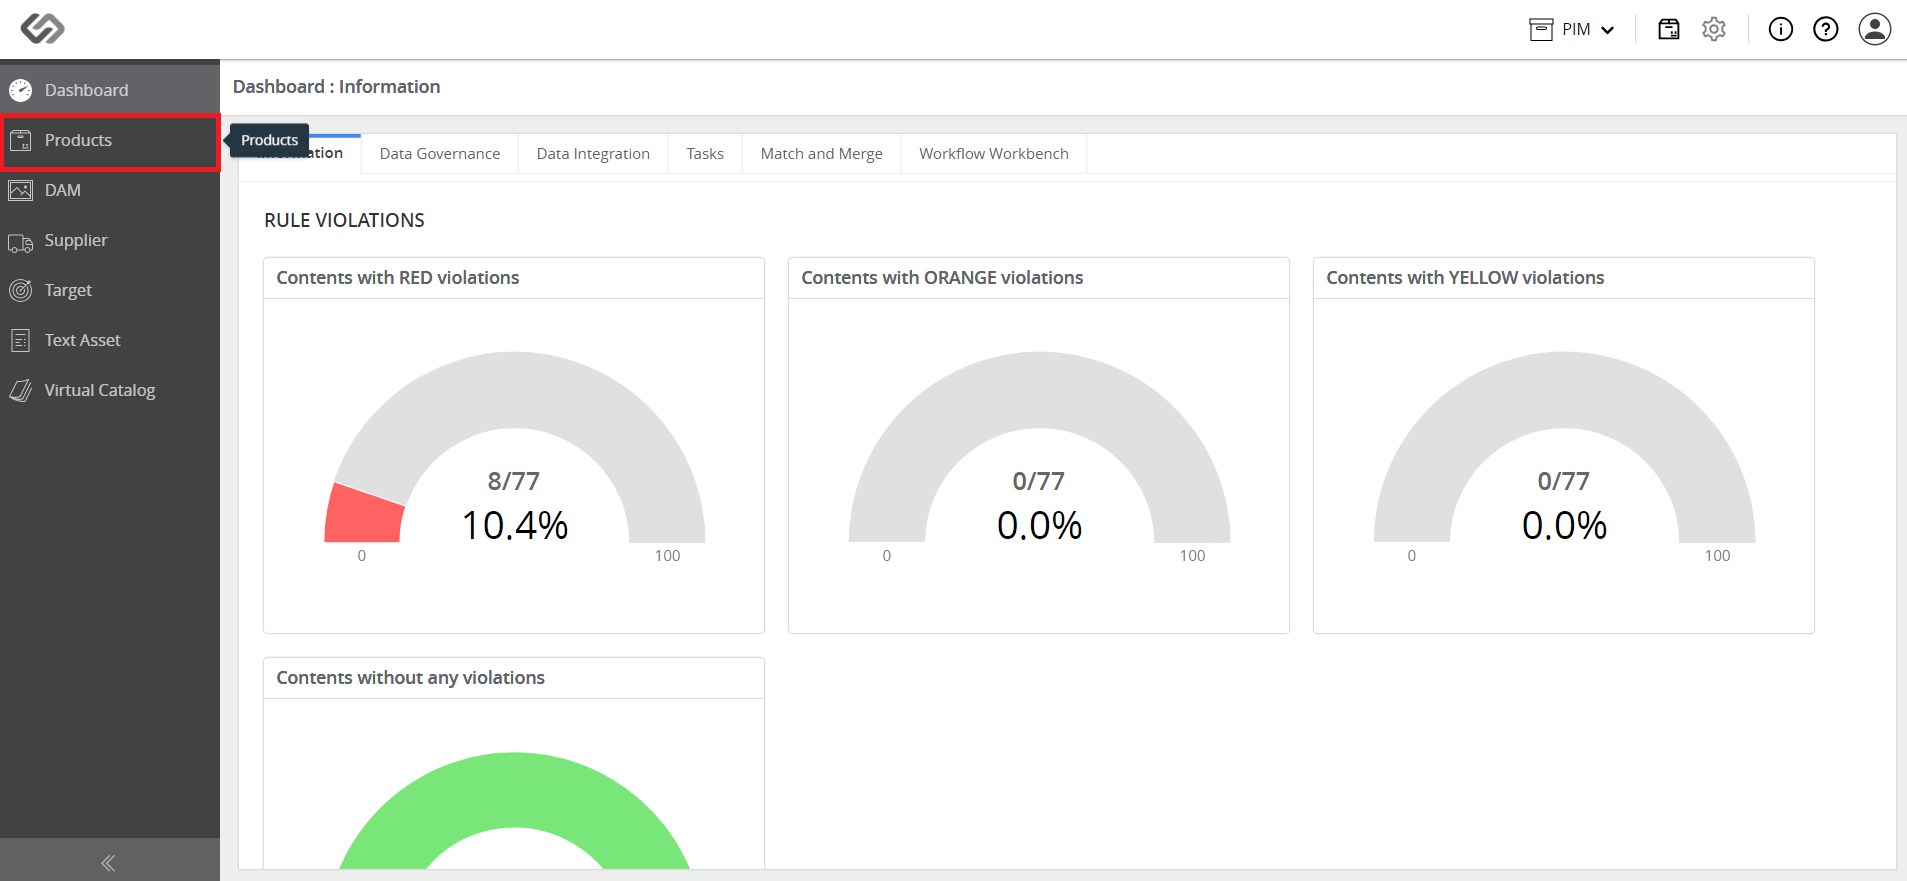 PIM
Dashboard
Products
DAM
Supplier
Target
Text Asset
Virtual Catalog
Dashboard : Information
Products
Data Governance
Data Integration
Tasks
Match and Merge
Workflow Workbench
RULE VIOLATIONS
Contents with RED violations
8/77
10.4%
0
100
Contents with ORANGE violations
0/77
0.0%
0
100
Contents with YELLOW violations
0/77
0.0%
0
100
Contents without any violations